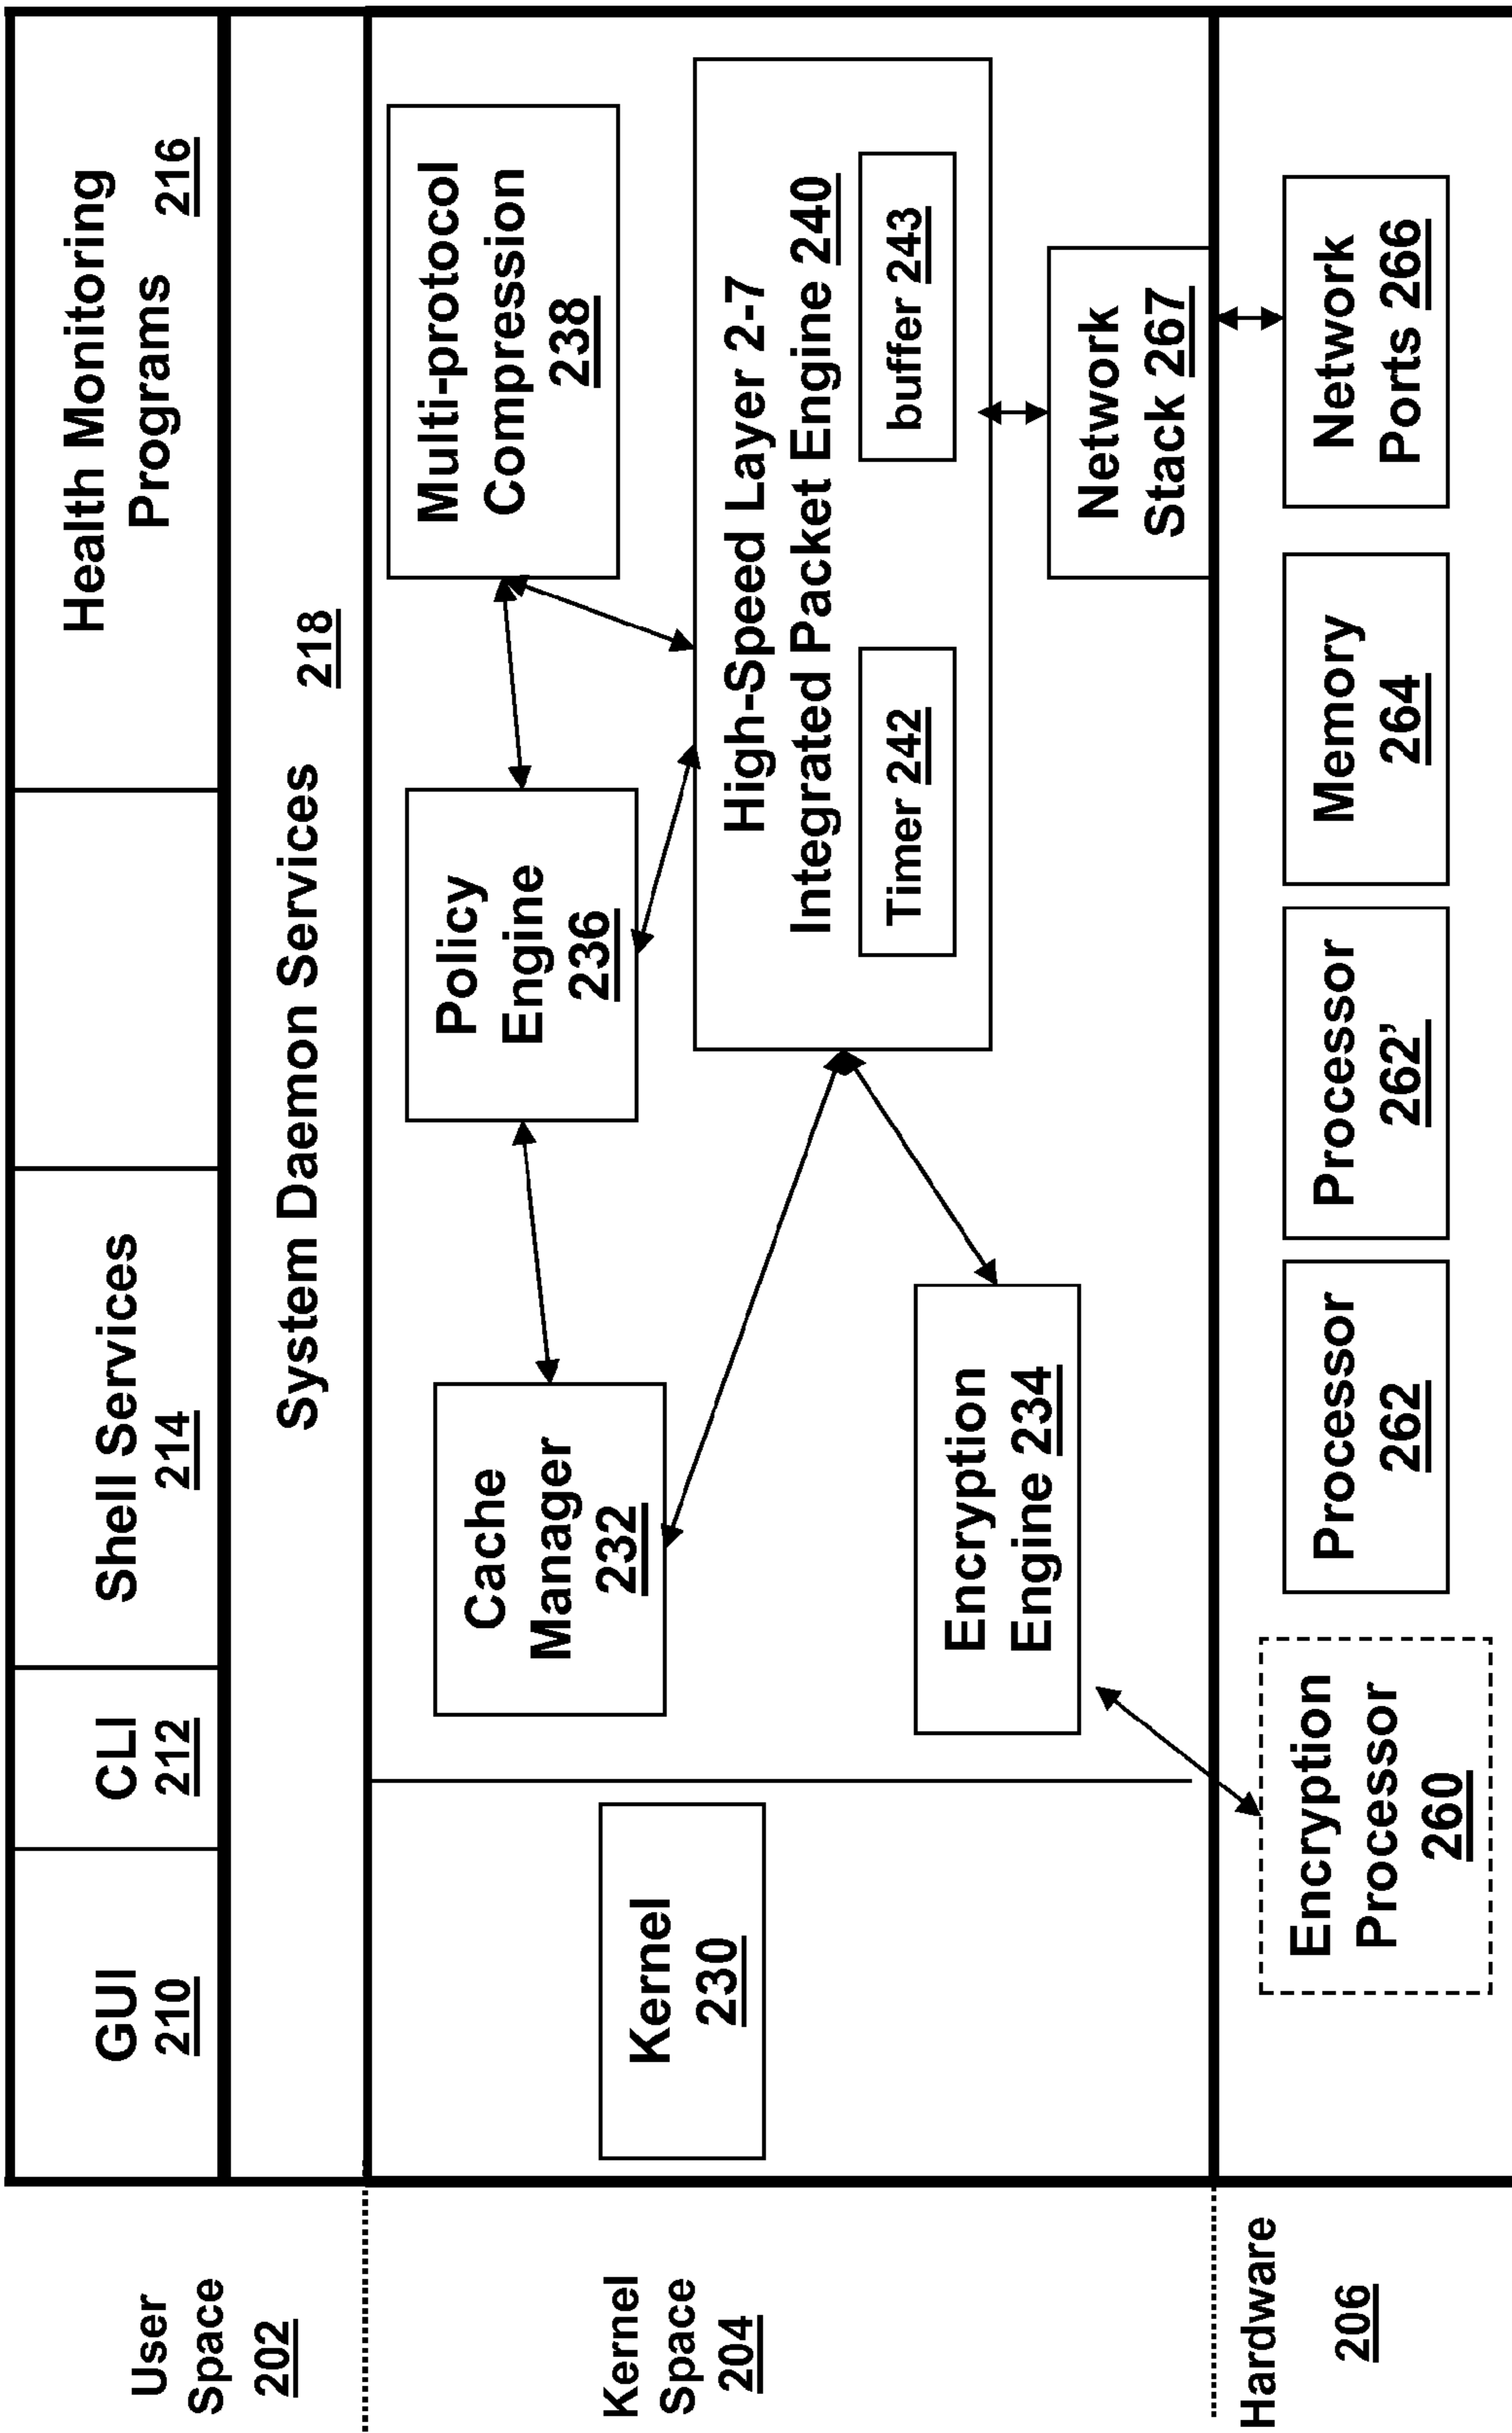 User
Space
202
GUI
210
CLI
212
Shell Services
214
Health Monitoring
Programs 216
System Daemon Services 218
Kernel
Space
204
Kernel
230
Cache
Manager
232
Policy
Engine
236
Multi-protocol
Compression
238
High-Speed Layer 2-7
Integrated Packet Engine 240
Timer 242
buffer 243
Encryption
Engine 234
Network
Stack 267
Hardware
206
Encryption
Processor
260
Processor
262
Processor
262’
Memory
264
Network
Ports 266